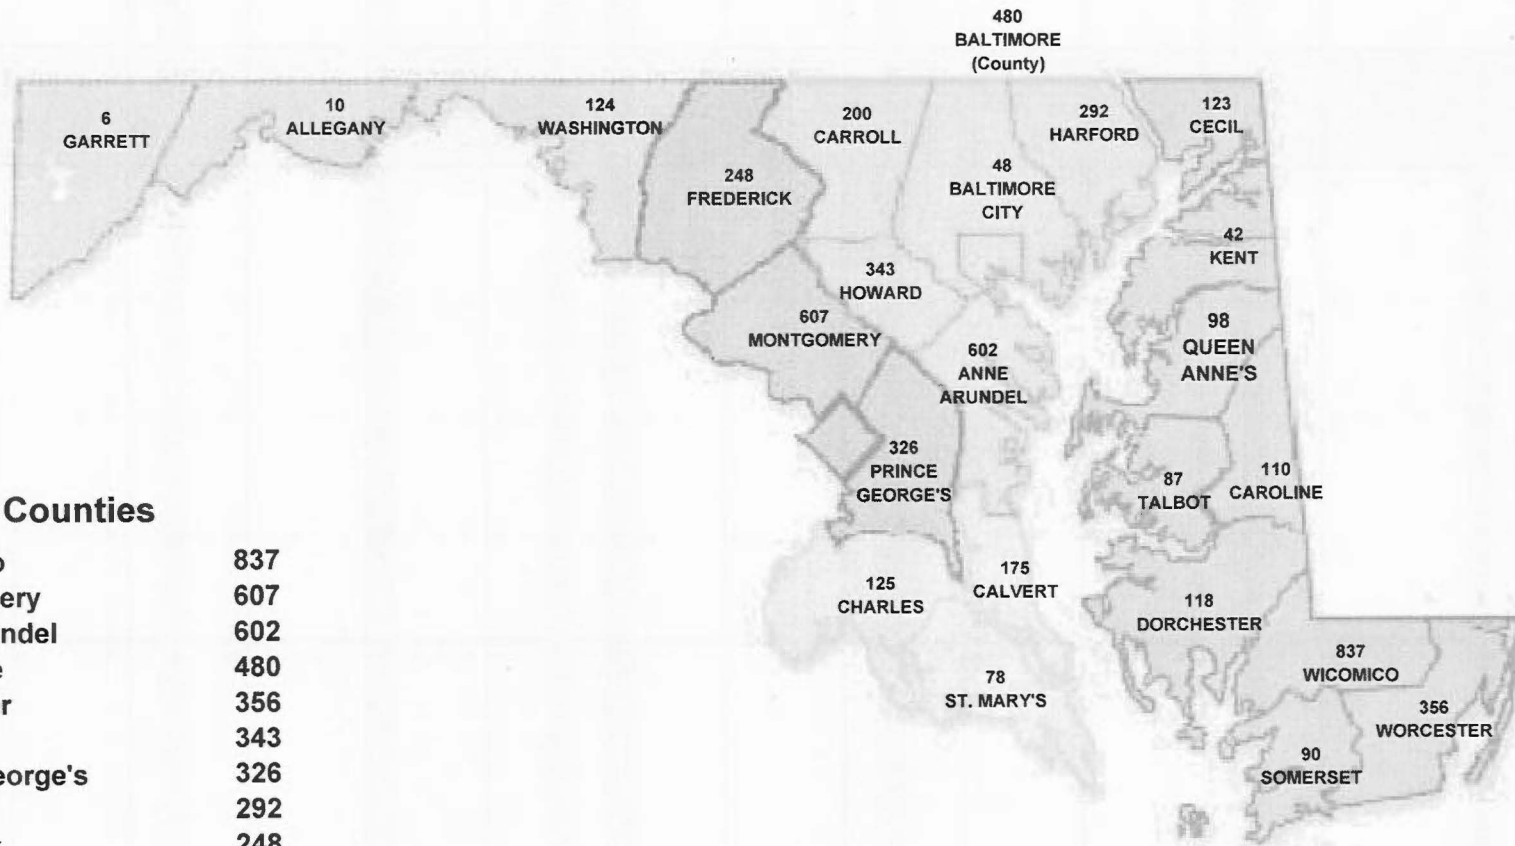 480
BALTIMORE
(County)
6
GARRETT
10
ALLEGANY
124
WASHINGTON
248
FREDERICK
200
CARROLL
292
HARFORD
123
CECIL
48
BALTIMORE
CITY
42
KENT
343
HOWARD
607
MONTGOMERY
602
ANNE
ARUNDEL
98
QUEEN
ANNE'S
326
PRINCE
GEORGE'S
87
TALBOT
110
CAROLINE
125
CHARLES
175
CALVERT
118
DORCHESTER
78
ST. MARY'S
837
WICOMICO
356
WORCESTER
90
SOMERSET
Counties
837
ery 607
ndel 602
480
r 356
343
eorge's 326
292
248